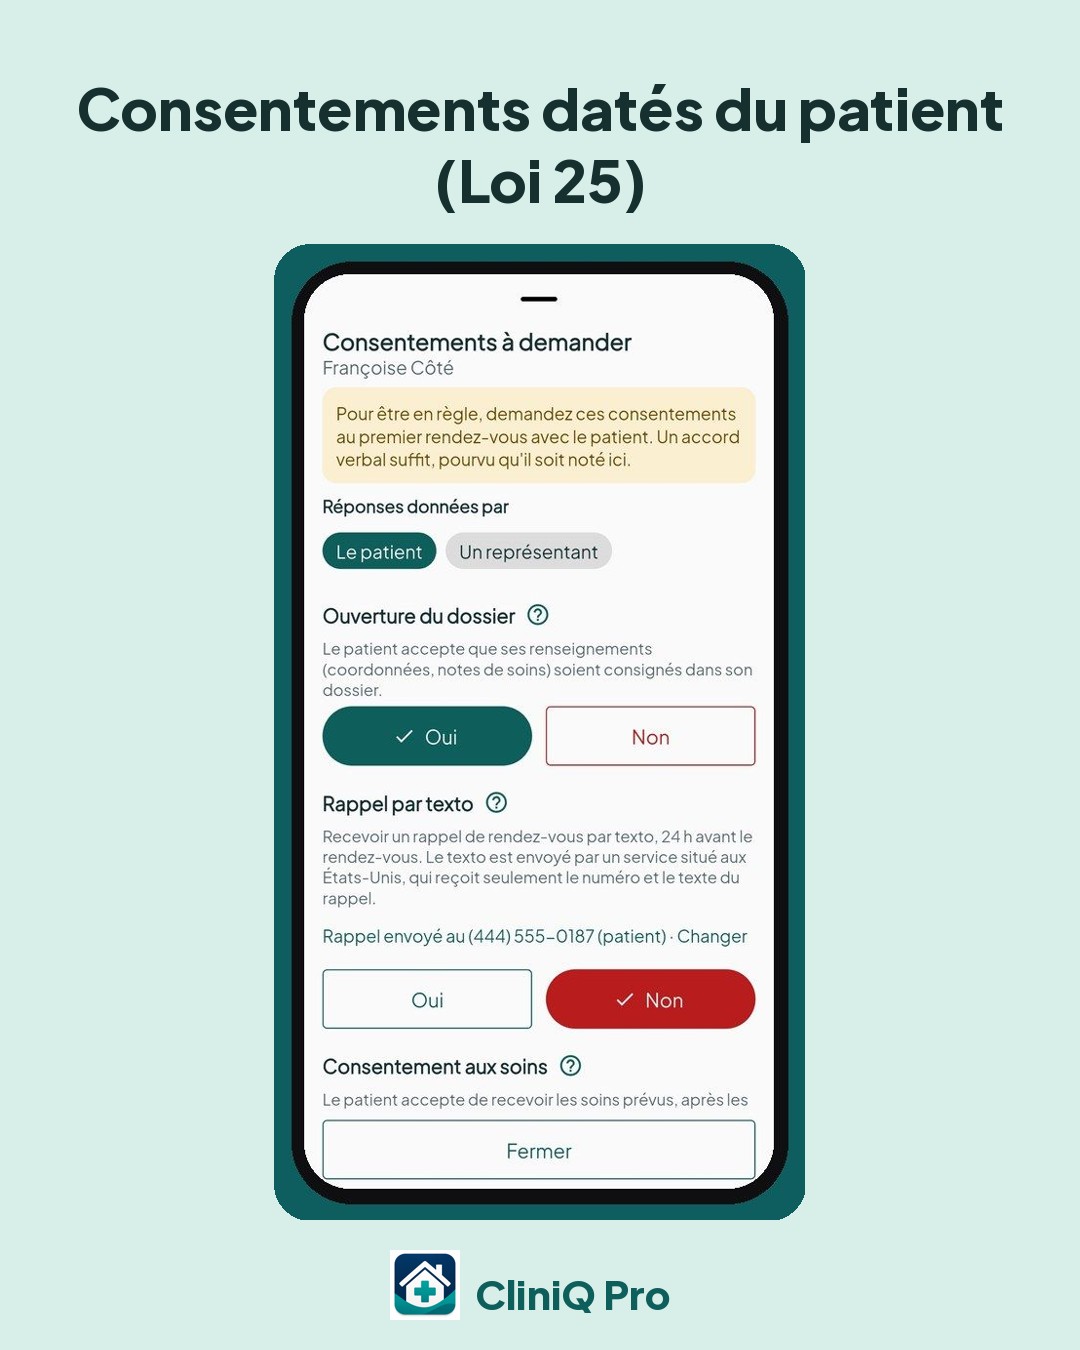 Consentements datés du patient
(Loi 25)
Consentements à demander
Françoise Côté
Pour être en règle, demandez ces consentements
au premier rendez-vous avec le patient. Un accord
verbal suffit, pourvu qu'il soit noté ici.
Réponses données par
Le patient
Un représentant
Ouverture du dossier ?
Le patient accepte que ses renseignements
(coordonnées, notes de soins) soient consignés dans son
dossier.
Oui
Non
Rappel par texto ?
Recevoir un rappel de rendez-vous par texto, 24 h avant le
rendez-vous. Le texto est envoyé par un service situé aux
États-Unis, qui reçoit seulement le numéro et le texte du
rappel.
Rappel envoyé au (444) 555-0187 (patient) · Changer
Oui
Non
Consentement aux soins ?
Le patient accepte de recevoir les soins prévus, après les
Fermer
CliniQ Pro